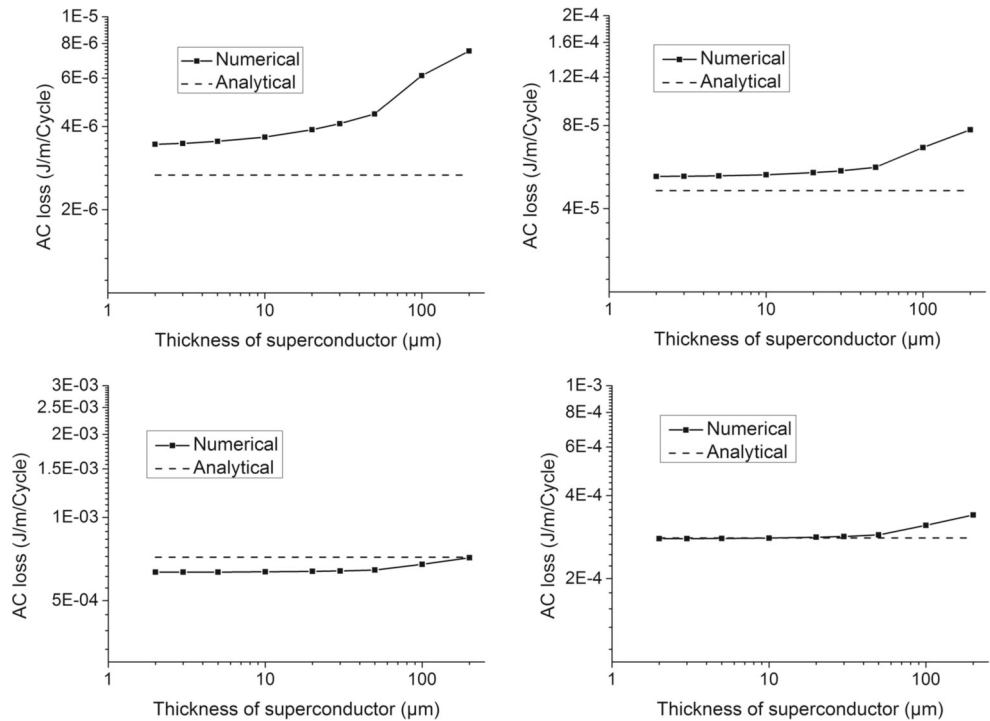 1E-5
8E-6
6E-6
4E-6
2E-6
AC loss (J/m/Cycle)
Numerical
Analytical
1
10
100
Thickness of superconductor (µm)
2E-4
1.6E-4
1.2E-4
8E-5
4E-5
AC loss (J/m/Cycle)
Numerical
Analytical
1
10
100
Thickness of superconductor (µm)
3E-03
2.5E-03
2E-03
1.5E-03
1E-03
5E-04
AC loss (J/m/Cycle)
Numerical
Analytical
1
10
100
Thickness of superconductor (µm)
1E-3
8E-4
6E-4
4E-4
2E-4
AC loss (J/m/Cycle)
Numerical
Analytical
1
10
100
Thickness of superconductor (µm)